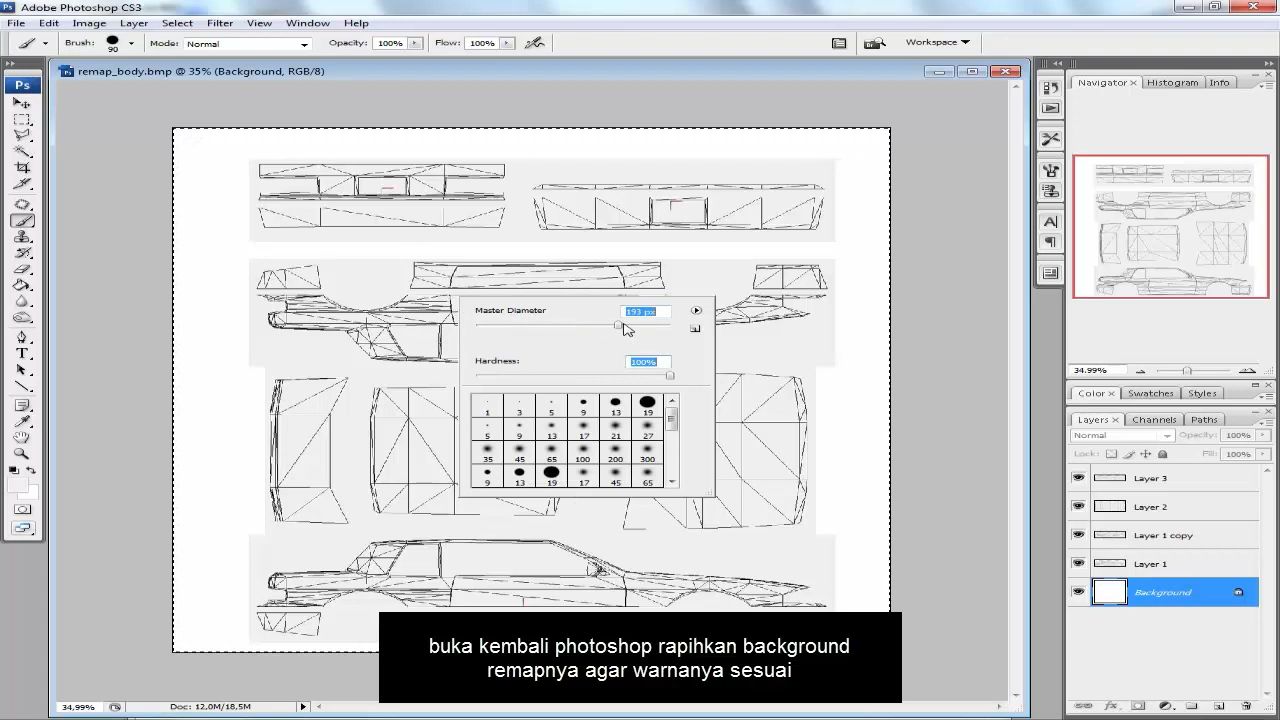 Adobe Photoshop CS3
File Edit Image Layer Select Filter View Window Help
Brush: 90 Mode: Normal Opacity: 100% Flow: 100% Workspace
Ps
remap_body.bmp @ 35% (Background, RGB/8)
Navigator × Histogram Info
34.99%
Color × Swatches Styles
Layers × Channels Paths
Normal Opacity: 100%
Lock: Fill: 100%
Layer 3
Layer 2
Layer 1 copy
Layer 1
Background
Master Diameter 193 px
Hardness: 100%
1 3 5 9 13 19
5 9 13 17 21 27
35 45 65 100 200 300
9 13 19 17 45 65
buka kembali photoshop rapihkan background
remapnya agar warnanya sesuai
34,99% Doc: 12,0M/18,5M